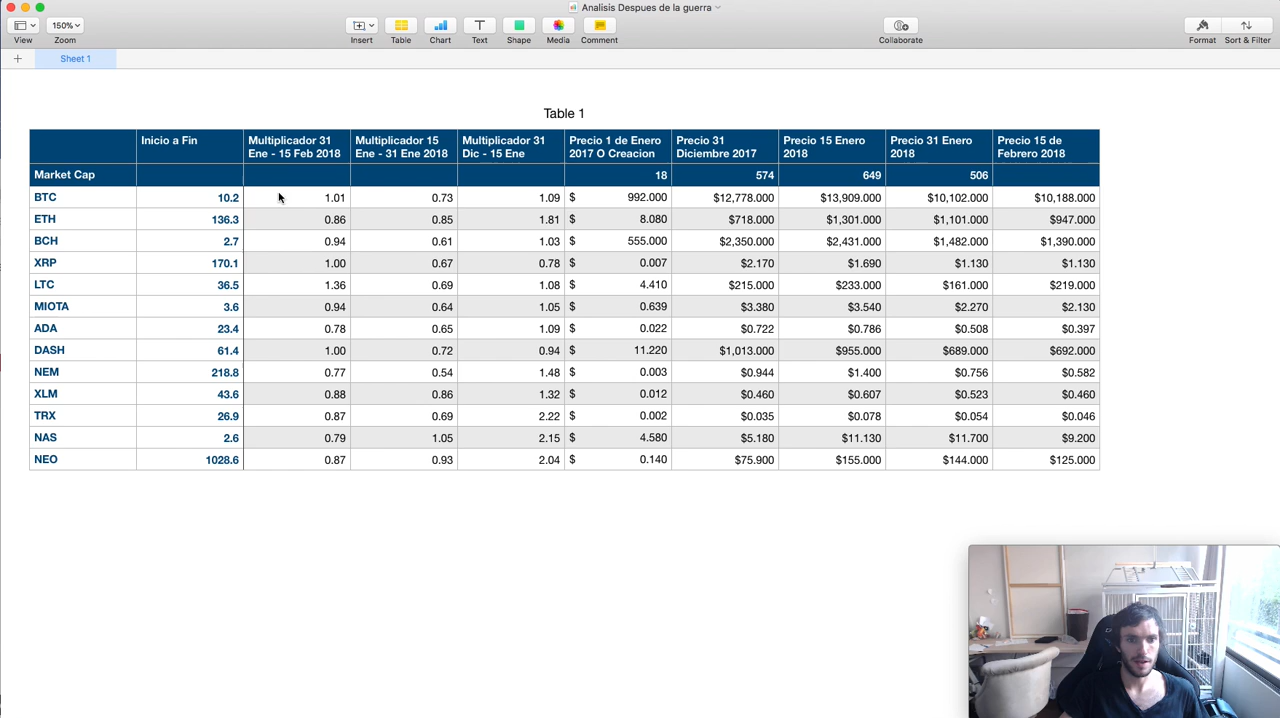 Analisis Despues de la guerra
150%
View
Zoom
Insert
Table
Chart
Text
Shape
Media
Comment
Collaborate
Format
Sort & Filter
Sheet 1
Table 1
Inicio a Fin Multiplicador 31 Ene - 15 Feb 2018 Multiplicador 15 Ene - 31 Ene 2018 Multiplicador 31 Dic - 15 Ene Precio 1 de Enero 2017 O Creacion Precio 31 Diciembre 2017 Precio 15 Enero 2018 Precio 31 Enero 2018 Precio 15 de Febrero 2018
Market Cap 18 574 649 506
BTC 10.2 1.01 0.73 1.09 $ 992.000 $12,778.000 $13,909.000 $10,102.000 $10,188.000
ETH 136.3 0.86 0.85 1.81 $ 8.080 $718.000 $1,301.000 $1,101.000 $947.000
BCH 2.7 0.94 0.61 1.03 $ 555.000 $2,350.000 $2,431.000 $1,482.000 $1,390.000
XRP 170.1 1.00 0.67 0.78 $ 0.007 $2.170 $1.690 $1.130 $1.130
LTC 36.5 1.36 0.69 1.08 $ 4.410 $215.000 $233.000 $161.000 $219.000
MIOTA 3.6 0.94 0.64 1.05 $ 0.639 $3.380 $3.540 $2.270 $2.130
ADA 23.4 0.78 0.65 1.09 $ 0.022 $0.722 $0.786 $0.508 $0.397
DASH 61.4 1.00 0.72 0.94 $ 11.220 $1,013.000 $955.000 $689.000 $692.000
NEM 218.8 0.77 0.54 1.48 $ 0.003 $0.944 $1.400 $0.756 $0.582
XLM 43.6 0.88 0.86 1.32 $ 0.012 $0.460 $0.607 $0.523 $0.460
TRX 26.9 0.87 0.69 2.22 $ 0.002 $0.035 $0.078 $0.054 $0.046
NAS 2.6 0.79 1.05 2.15 $ 4.580 $5.180 $11.130 $11.700 $9.200
NEO 1028.6 0.87 0.93 2.04 $ 0.140 $75.900 $155.000 $144.000 $125.000